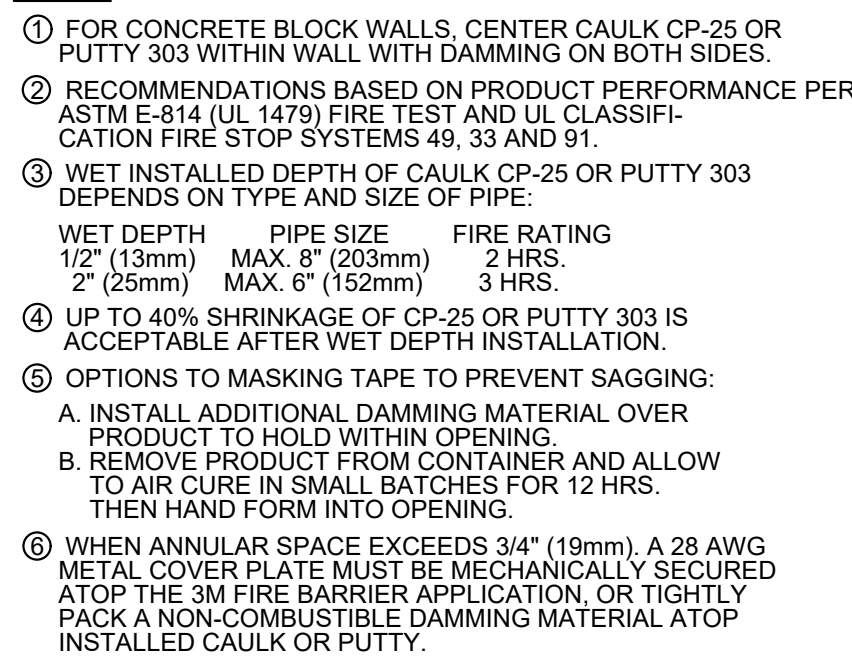 ① FOR CONCRETE BLOCK WALLS, CENTER CAULK CP-25 OR
PUTTY 303 WITHIN WALL WITH DAMMING ON BOTH SIDES.
② RECOMMENDATIONS BASED ON PRODUCT PERFORMANCE PER
ASTM E-814 (UL 1479) FIRE TEST AND UL CLASSIFI-
CATION FIRE STOP SYSTEMS 49, 33 AND 91.
③ WET INSTALLED DEPTH OF CAULK CP-25 OR PUTTY 303
DEPENDS ON TYPE AND SIZE OF PIPE:
WET DEPTH PIPE SIZE FIRE RATING
1/2" (13mm) MAX. 8" (203mm) 2 HRS.
2" (25mm) MAX. 6" (152mm) 3 HRS.
④ UP TO 40% SHRINKAGE OF CP-25 OR PUTTY 303 IS
ACCEPTABLE AFTER WET DEPTH INSTALLATION.
⑤ OPTIONS TO MASKING TAPE TO PREVENT SAGGING:
A. INSTALL ADDITIONAL DAMMING MATERIAL OVER
PRODUCT TO HOLD WITHIN OPENING.
B. REMOVE PRODUCT FROM CONTAINER AND ALLOW
TO AIR CURE IN SMALL BATCHES FOR 12 HRS.
THEN HAND FORM INTO OPENING.
⑥ WHEN ANNULAR SPACE EXCEEDS 3/4" (19mm). A 28 AWG
METAL COVER PLATE MUST BE MECHANICALLY SECURED
ATOP THE 3M FIRE BARRIER APPLICATION, OR TIGHTLY
PACK A NON-COMBUSTIBLE DAMMING MATERIAL ATOP
INSTALLED CAULK OR PUTTY.